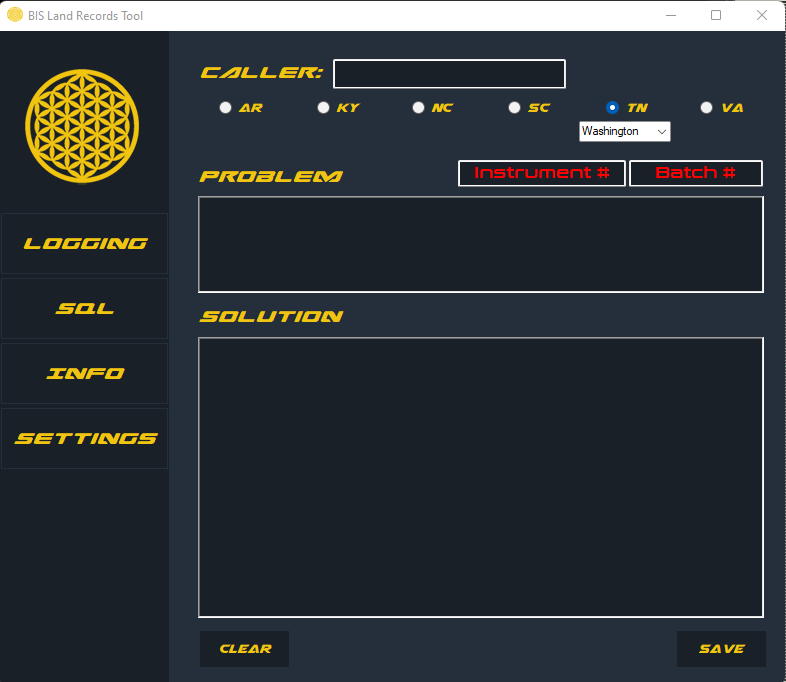 BIS Land Records Tool
CALLER:
AR KY NC SC TN VA
Washington
PROBLEM Instrument # Batch #
LOGGING
SQL
SOLUTION
INFO
SETTINGS
CLEAR SAVE